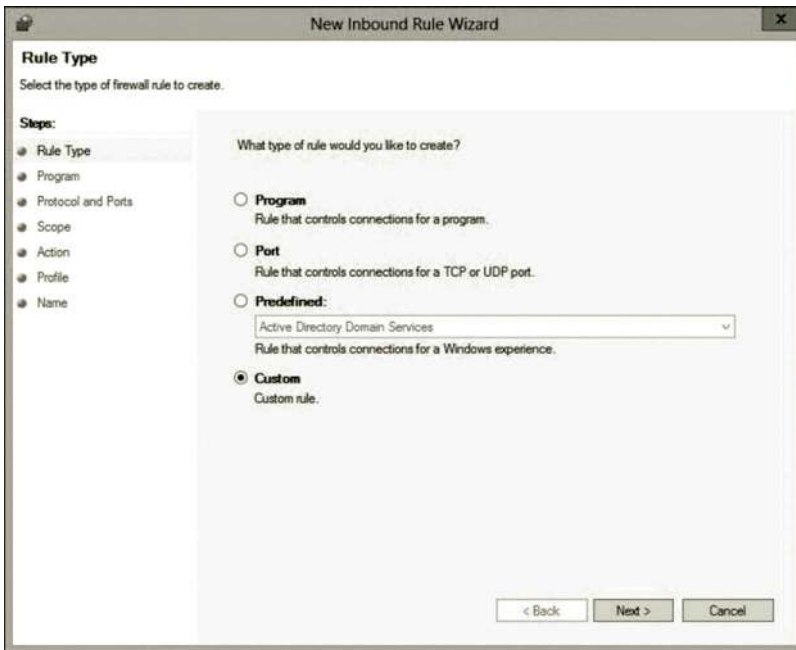 New Inbound Rule Wizard
x
Rule Type
Select the type of firewall rule to create.
Steps:
Rule Type
Program
Protocol and Ports
Scope
Action
Profile
Name
What type of rule would you like to create?
Program
Rule that controls connections for a program.
Port
Rule that controls connections for a TCP or UDP port.
Predefined:
Active Directory Domain Services
Rule that controls connections for a Windows experience.
Custom
Custom rule.
< Back Next > Cancel